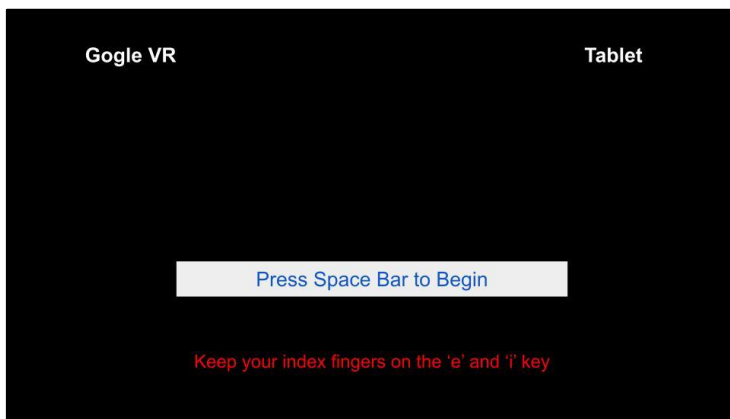 Gogle VR Tablet
Press Space Bar to Begin
Keep your index fingers on the ‘e’ and ‘i’ key